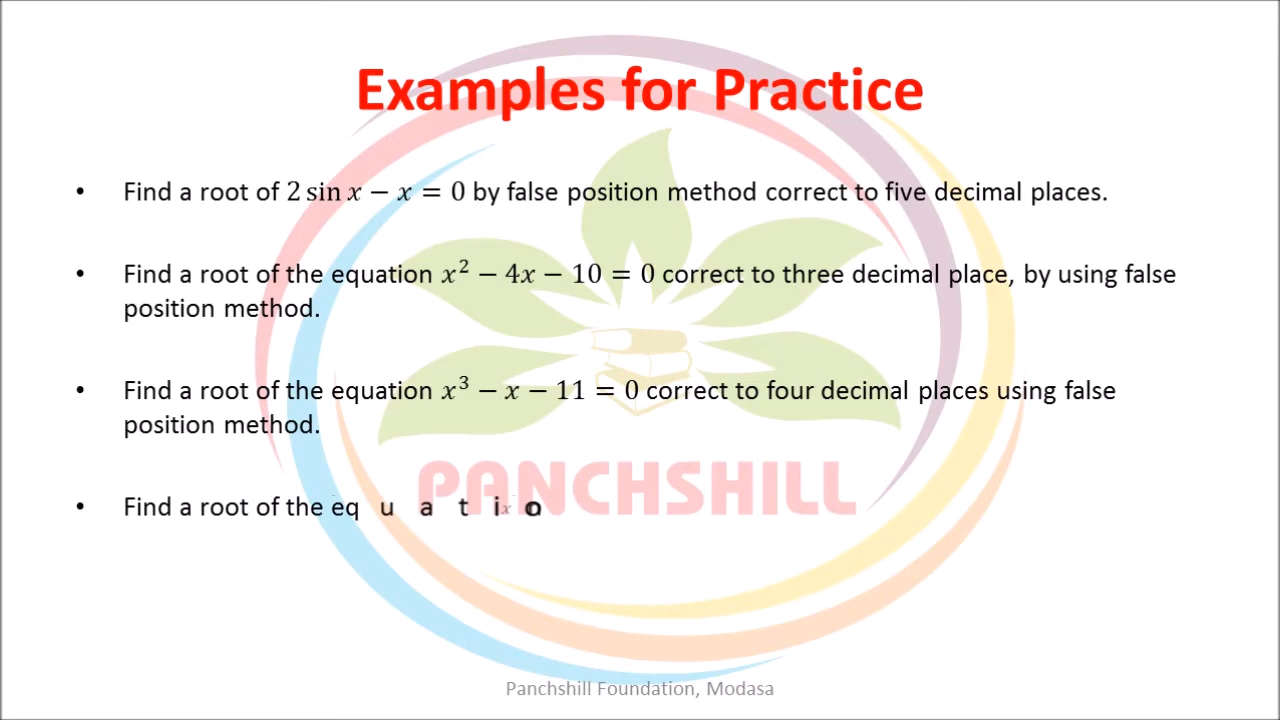 Examples for Practice
• Find a root of 2 sin x − x = 0 by false position method correct to five decimal places.
• Find a root of the equation x² − 4x − 10 = 0 correct to three decimal place, by using false
position method.
• Find a root of the equation x³ − x − 11 = 0 correct to four decimal places using false
position method.
PANCHSHILL
• Find a root of the eq u a t i x o
Panchshill Foundation, Modasa